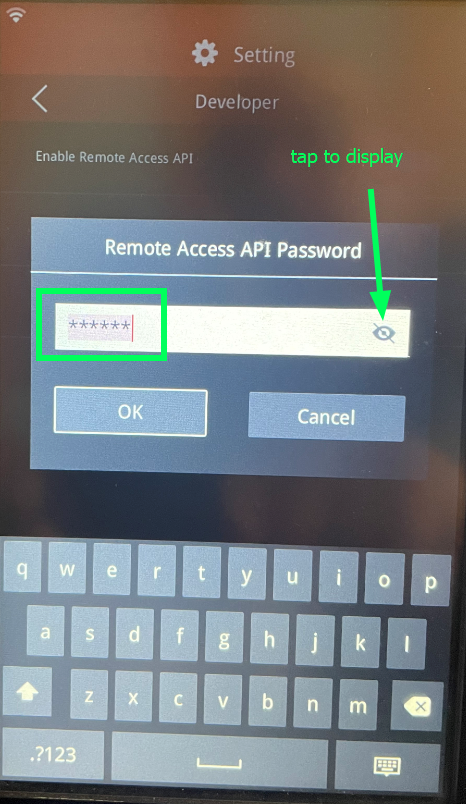 Setting
Developer
Enable Remote Access API
tap to display
Remote Access API Password
******
OK
Cancel
q w e r t y u i o p
a s d f g h j k l
z x c v b n m
.?123